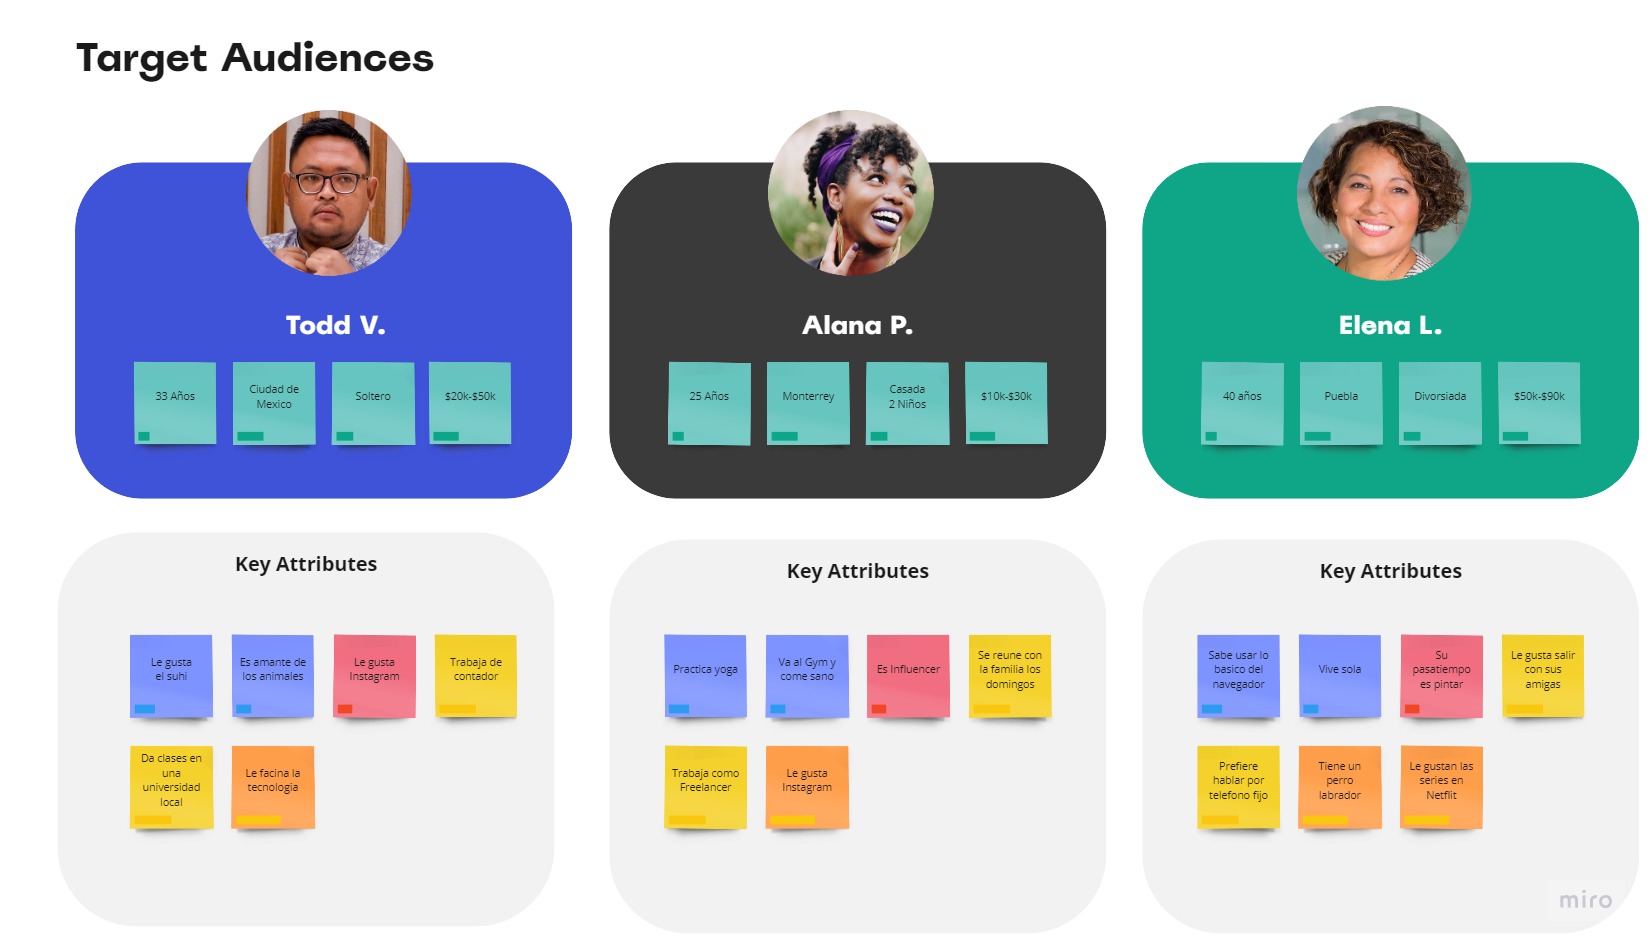 Target Audiences
Todd V.
33 Años
Ciudad de
Mexico
Soltero
$20k-$50k
Alana P.
25 Años
Monterrey
Casada
2 Niños
$10k-$30k
Elena L.
40 años
Puebla
Divorsiada
$50k-$90k
Key Attributes
Le gusta
el suhi
Es amante de
los animales
Le gusta
Instagram
Trabaja de
contador
Da clases en
una
universidad
local
Le facina la
tecnologia
Key Attributes
Practica yoga
Va al Gym y
come sano
Es Influencer
Se reune con
la familia los
domingos
Trabaja como
Freelancer
Le gusta
Instagram
Key Attributes
Sabe usar lo
basico del
navegador
Vive sola
Su
pasatiempo
es pintar
Le gusta salir
con sus
amigas
Prefiere
hablar por
telefono fijo
Tiene un
perro
labrador
Le gustan las
series en
Netflit
miro